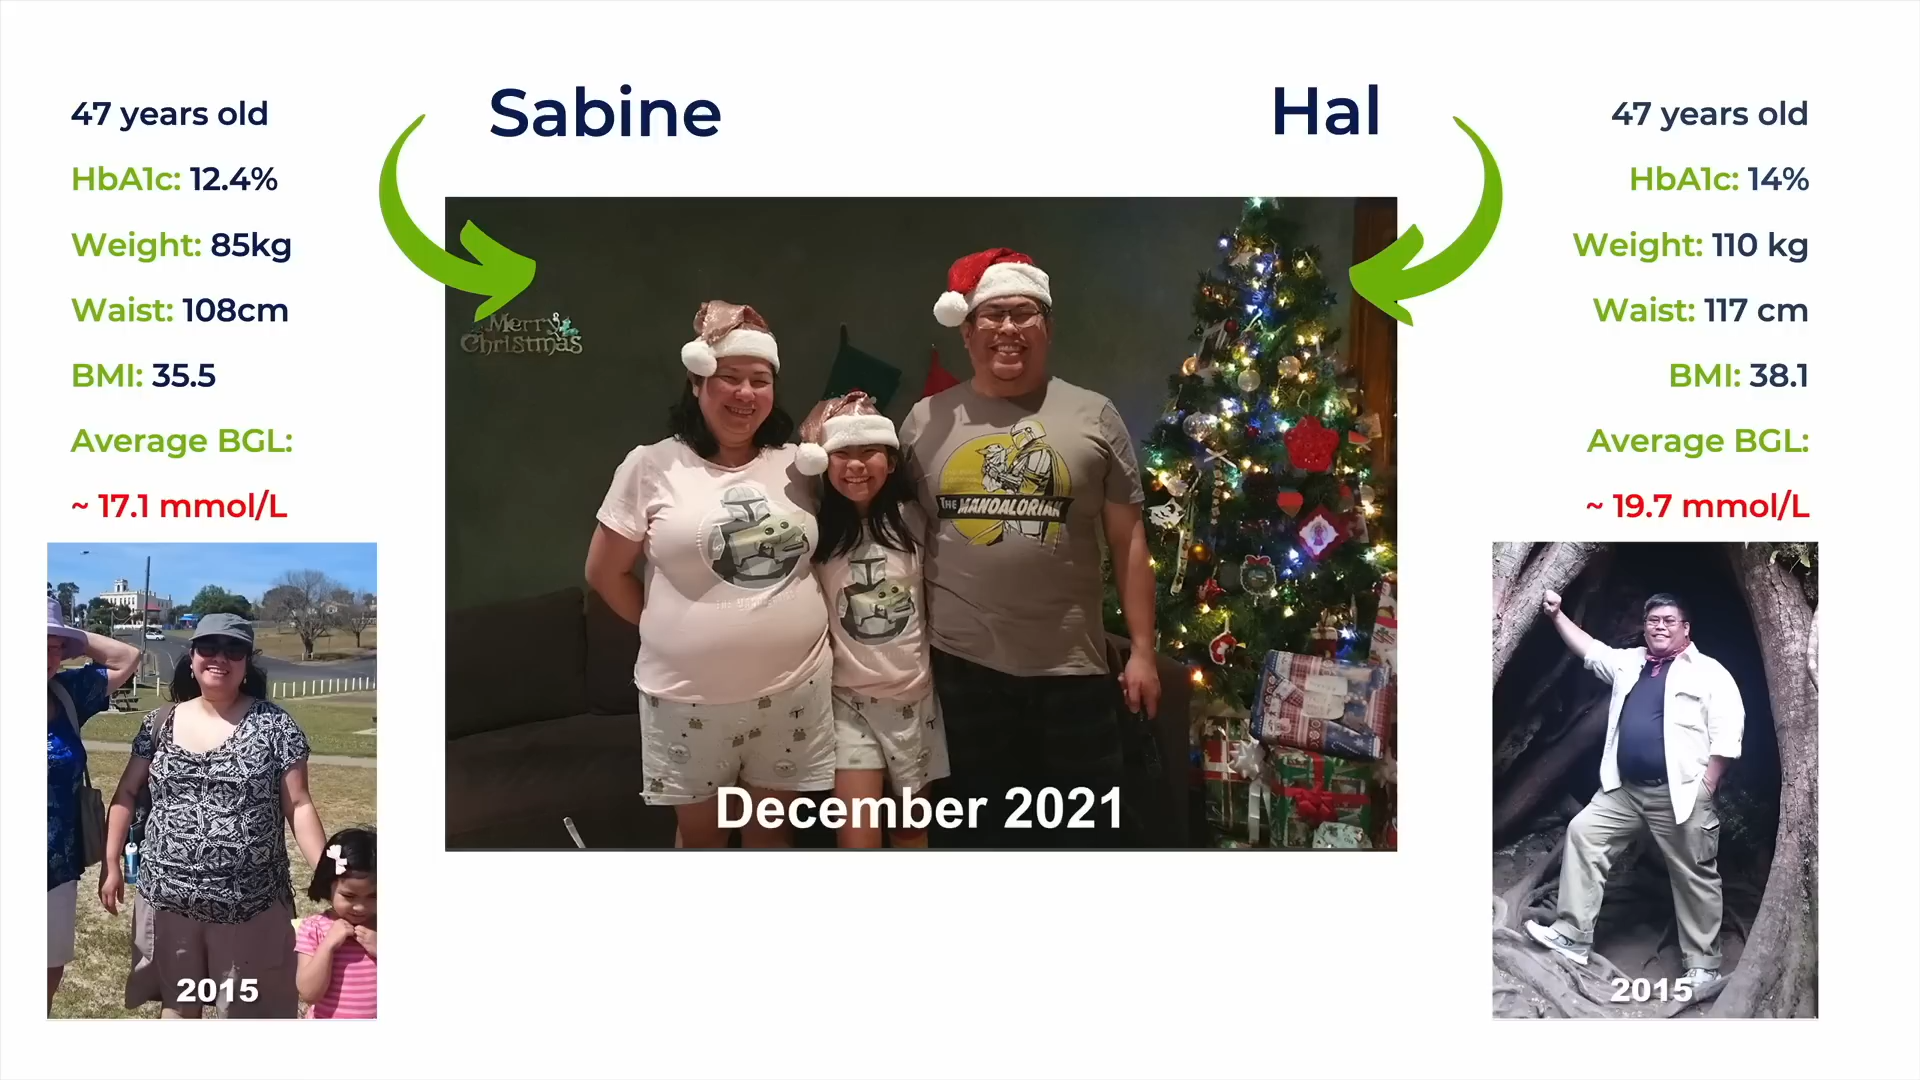 Sabine
47 years old
HbA1c: 12.4%
Weight: 85kg
Waist: 108cm
BMI: 35.5
Average BGL:
~ 17.1 mmol/L
2015
Hal
47 years old
HbA1c: 14%
Weight: 110 kg
Waist: 117 cm
BMI: 38.1
Average BGL:
~ 19.7 mmol/L
2015
Merry
Christmas
THE MANDALORIAN
December 2021